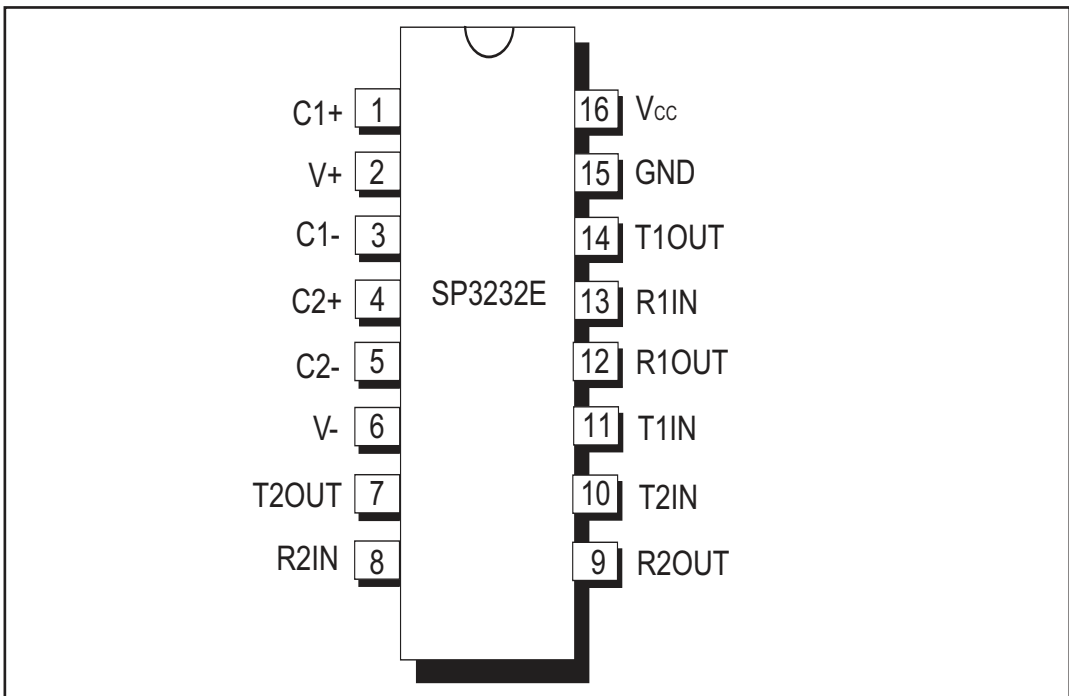 C1+ 1 16 Vcc
V+ 2 15 GND
C1- 3 14 T1OUT
C2+ 4 SP3232E 13 R1IN
C2- 5 12 R1OUT
V- 6 11 T1IN
T2OUT 7 10 T2IN
R2IN 8 9 R2OUT